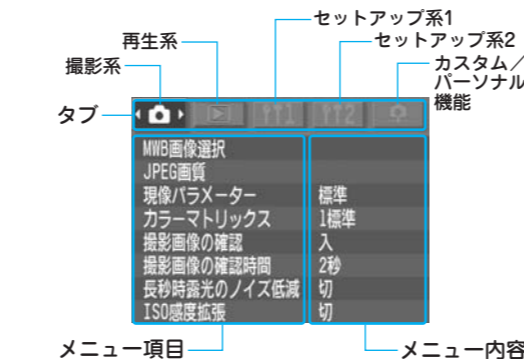 セットアップ系1
再生系
セットアップ系2
撮影系
カスタム／
パーソナル
機能
タブ
1
2
MWB画像選択
JPEG画質
現像パラメーター 標準
カラーマトリックス 1標準
撮影画像の確認 入
撮影画像の確認時間 2秒
長秒時露光のノイズ低減 切
ISO感度拡張 切
メニュー項目
メニュー内容